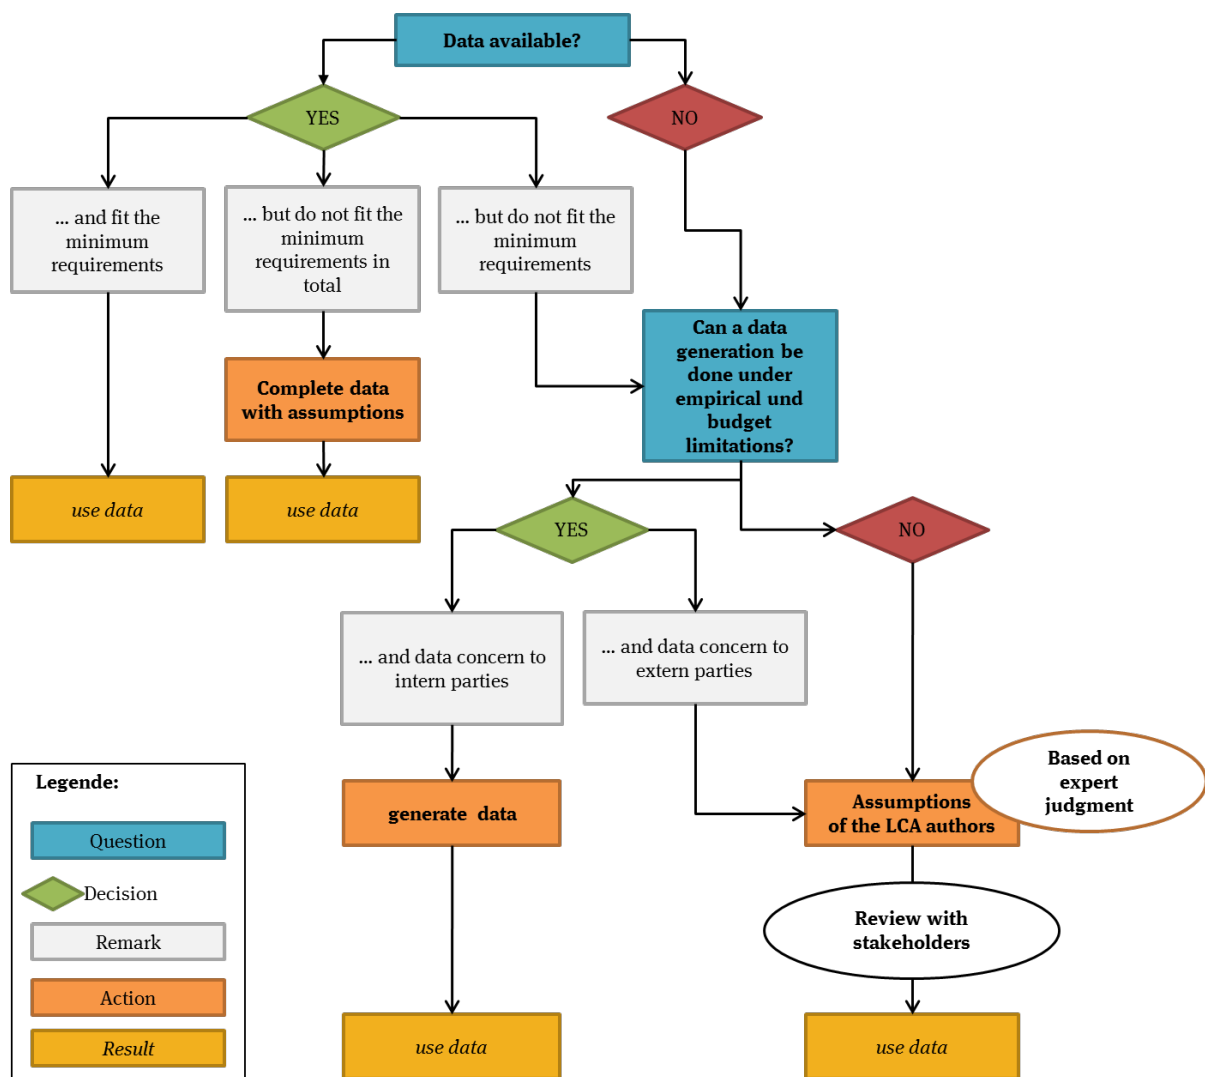 Data available?
YES
NO
... and fit the
minimum
requirements
... but do not fit the
minimum
requirements in
total
... but do not fit the
minimum
requirements
Can a data
generation be
done under
empirical und
budget
limitations?
Complete data
with assumptions
use data
use data
YES
NO
... and data concern to
intern parties
... and data concern to
extern parties
generate data
Assumptions
of the LCA authors
Based on
expert
judgment
Review with
stakeholders
use data
use data
Legende:
Question
Decision
Remark
Action
Result